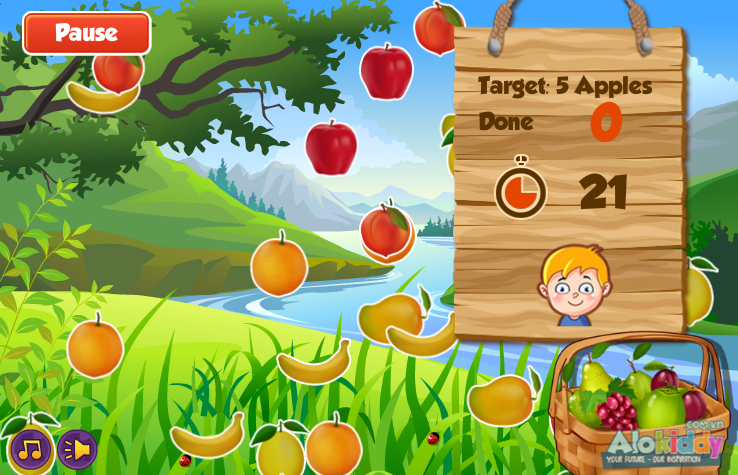 Pause
Target: 5 Apples
Done 0
21
.com.vn
Alokiddy
YOUR FUTURE - OUR INSPIRATION